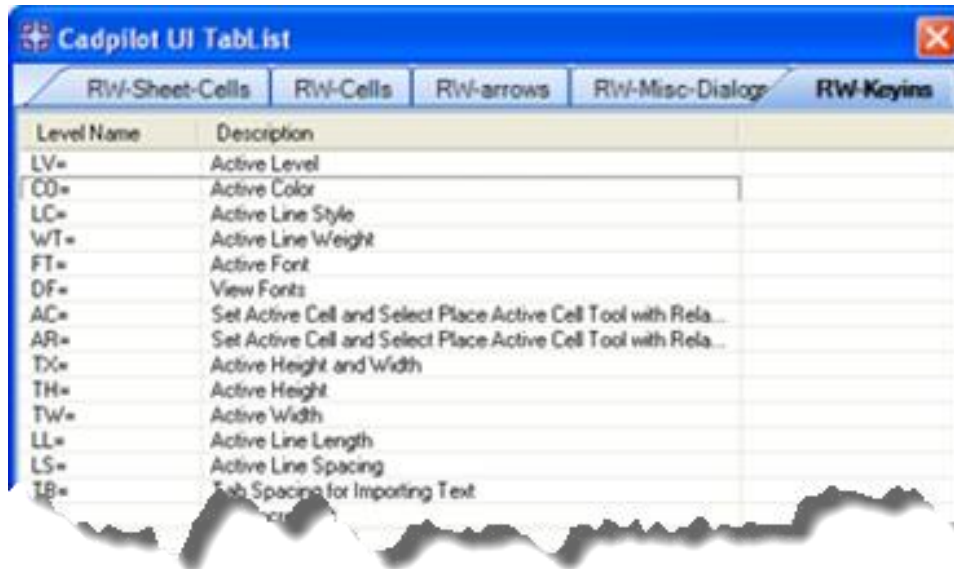 Cadpilot UI TabList
RW-Sheet-Cells RW-Cells RW-arrows RW-Misc-Dialogs RW-Keyins
Level Name Description
LV= Active Level
CO= Active Color
LC= Active Line Style
WT= Active Line Weight
FT= Active Font
DF= View Fonts
AC= Set Active Cell and Select Place Active Cell Tool with Rela...
AR= Set Active Cell and Select Place Active Cell Tool with Rela...
TX= Active Height and Width
TH= Active Height
TW= Active Width
LL= Active Line Length
LS= Active Line Spacing
TB= Tab Spacing for Importing Text